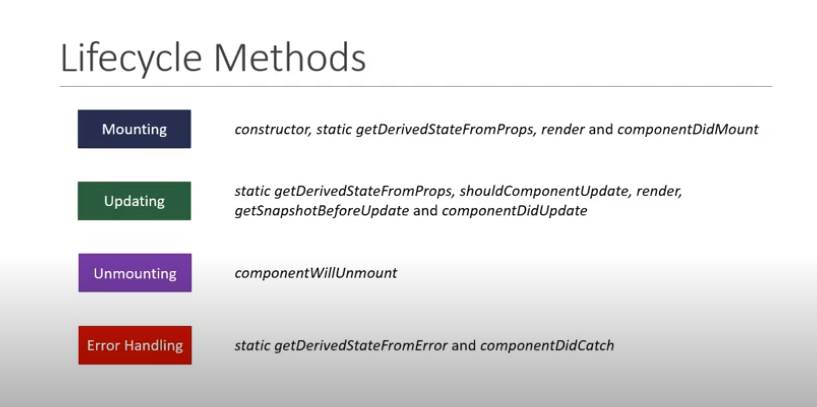 Lifecycle Methods
Mounting
constructor, static getDerivedStateFromProps, render and componentDidMount
Updating
static getDerivedStateFromProps, shouldComponentUpdate, render,
getSnapshotBeforeUpdate and componentDidUpdate
Unmounting
componentWillUnmount
Error Handling
static getDerivedStateFromError and componentDidCatch